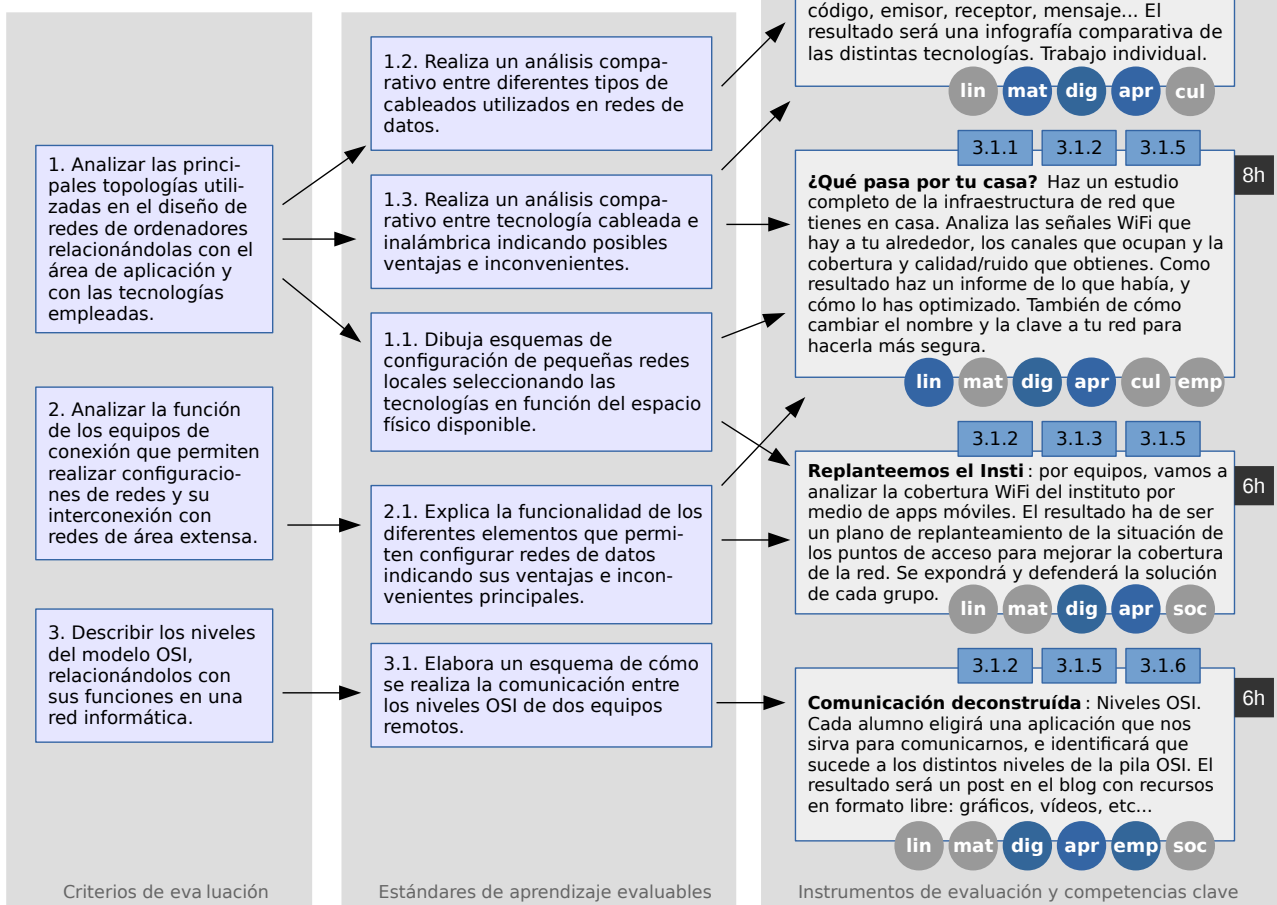 1. Analizar las princi-
pales topologías utili-
zadas en el diseño de
redes de ordenadores
relacionándolas con el
área de aplicación y
con las tecnologías
empleadas.
2. Analizar la función
de los equipos de
conexión que permiten
realizar configuracio-
nes de redes y su
interconexión con
redes de área extensa.
3. Describir los niveles
del modelo OSI,
relacionándolos con
sus funciones en una
red informática.
Criterios de evaluación
1.2. Realiza un análisis compa-
rativo entre diferentes tipos de
cableados utilizados en redes de
datos.
1.3. Realiza un análisis compa-
rativo entre tecnología cableada e
inalámbrica indicando posibles
ventajas e inconvenientes.
1.1. Dibuja esquemas de
configuración de pequeñas redes
locales seleccionando las
tecnologías en función del espacio
físico disponible.
2.1. Explica la funcionalidad de los
diferentes elementos que permi-
ten configurar redes de datos
indicando sus ventajas e incon-
venientes principales.
3.1. Elabora un esquema de cómo
se realiza la comunicación entre
los niveles OSI de dos equipos
remotos.
Estándares de aprendizaje evaluables
código, emisor, receptor, mensaje... El
resultado será una infografía comparativa de
las distintas tecnologías. Trabajo individual.
lin mat dig apr cul
3.1.1 3.1.2 3.1.5
8h
¿Qué pasa por tu casa? Haz un estudio
completo de la infraestructura de red que
tienes en casa. Analiza las señales WiFi que
hay a tu alrededor, los canales que ocupan y la
cobertura y calidad/ruido que obtienes. Como
resultado haz un informe de lo que había, y
cómo lo has optimizado. También de cómo
cambiar el nombre y la clave a tu red para
hacerla más segura.
lin mat dig apr cul emp
3.1.2 3.1.3 3.1.5
6h
Replanteemos el Insti: por equipos, vamos a
analizar la cobertura WiFi del instituto por
medio de apps móviles. El resultado ha de ser
un plano de replanteamiento de la situación de
los puntos de acceso para mejorar la cobertura
de la red. Se expondrá y defenderá la solución
de cada grupo.
lin mat dig apr soc
3.1.2 3.1.5 3.1.6
6h
Comunicación deconstruída: Niveles OSI.
Cada alumno eligirá una aplicación que nos
sirva para comunicarnos, e identificará que
sucede a los distintos niveles de la pila OSI. El
resultado será un post en el blog con recursos
en formato libre: gráficos, vídeos, etc...
lin mat dig apr emp soc
Instrumentos de evaluación y competencias clave